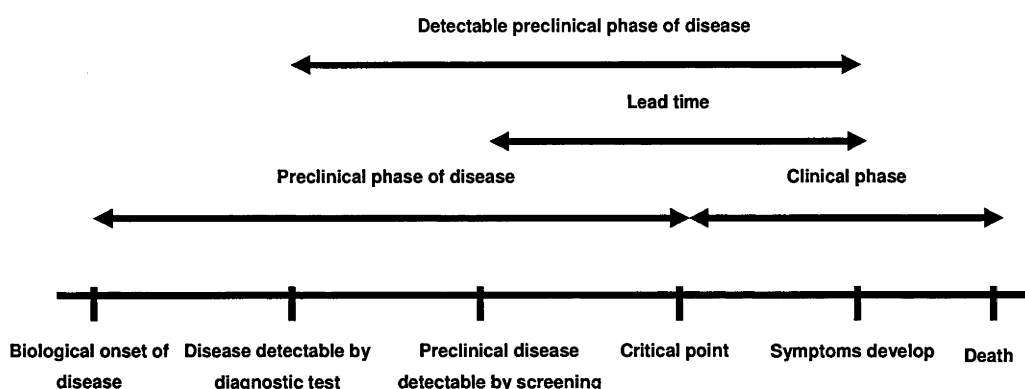 Detectable preclinical phase of disease
Lead time
Preclinical phase of disease
Clinical phase
Biological onset of
disease
Disease detectable by
diagnostic test
Preclinical disease
detectable by screening
Critical point
Symptoms develop
Death